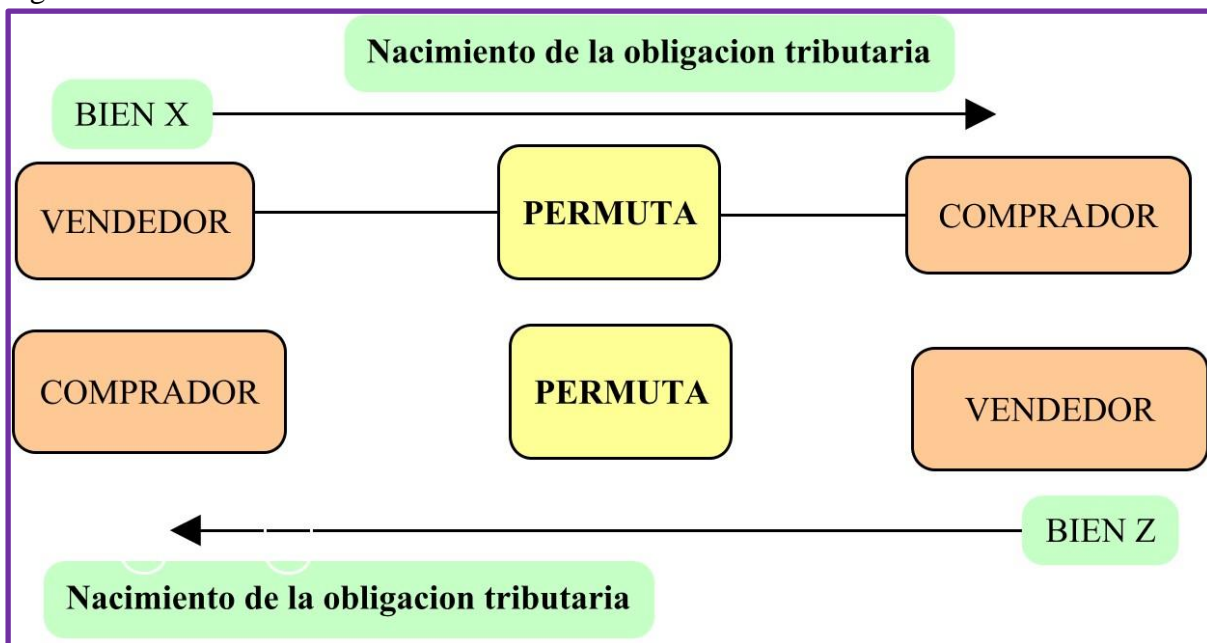 Nacimiento de la obligacion tributaria
BIEN X
VENDEDOR
PERMUTA
COMPRADOR
COMPRADOR
PERMUTA
VENDEDOR
BIEN Z
Nacimiento de la obligacion tributaria